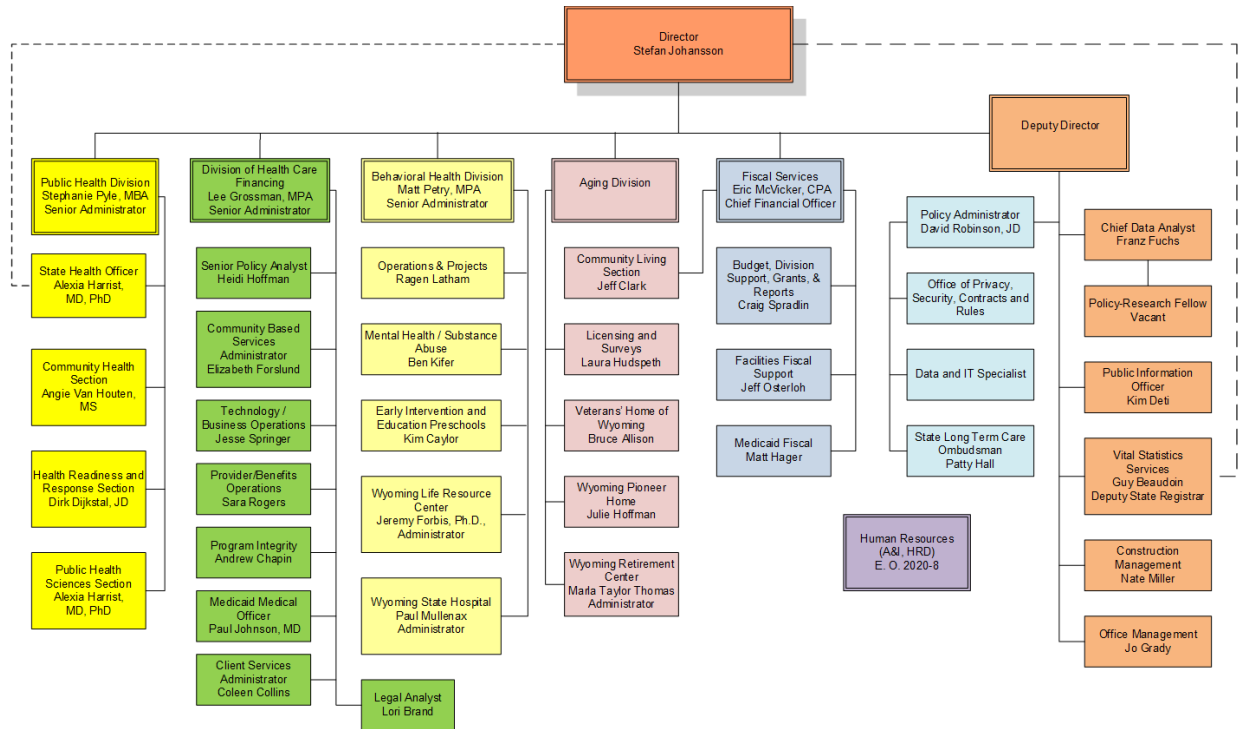 Director
Stefan Johansson
Deputy Director
Public Health Division
Stephanie Pyle, MBA
Senior Administrator
State Health Officer
Alexia Harrist,
MD, PhD
Community Health
Section
Angie Van Houten,
MS
Health Readiness and
Response Section
Dirk Dijkstal, JD
Public Health
Sciences Section
Alexia Harrist,
MD, PhD
Division of Health Care
Financing
Lee Grossman, MPA
Senior Administrator
Senior Policy Analyst
Heidi Hoffman
Community Based
Services
Administrator
Elizabeth Forslund
Technology /
Business Operations
Jesse Springer
Provider/Benefits
Operations
Sara Rogers
Program Integrity
Andrew Chapin
Medicaid Medical
Officer
Paul Johnson, MD
Client Services
Administrator
Coleen Collins
Legal Analyst
Lori Brand
Behavioral Health Division
Matt Petry, MPA
Senior Administrator
Operations & Projects
Ragen Latham
Mental Health / Substance
Abuse
Ben Kifer
Early Intervention and
Education Preschools
Kim Caylor
Wyoming Life Resource
Center
Jeremy Forbis, Ph.D.,
Administrator
Wyoming State Hospital
Paul Mullenax
Administrator
Aging Division
Community Living
Section
Jeff Clark
Licensing and
Surveys
Laura Hudspeth
Veterans' Home of
Wyoming
Bruce Allison
Wyoming Pioneer
Home
Julie Hoffman
Wyoming Retirement
Center
Marla Taylor Thomas
Administrator
Fiscal Services
Eric McVicker, CPA
Chief Financial Officer
Budget, Division
Support, Grants, &
Reports
Craig Spradlin
Facilities Fiscal
Support
Jeff Osterloh
Medicaid Fiscal
Matt Hager
Policy Administrator
David Robinson, JD
Office of Privacy,
Security, Contracts and
Rules
Data and IT Specialist
State Long Term Care
Ombudsman
Patty Hall
Human Resources
(A&I, HRD)
E. O. 2020-8
Chief Data Analyst
Franz Fuchs
Policy-Research Fellow
Vacant
Public Information
Officer
Kim Deti
Vital Statistics
Services
Guy Beaudoin
Deputy State Registrar
Construction
Management
Nate Miller
Office Management
Jo Grady